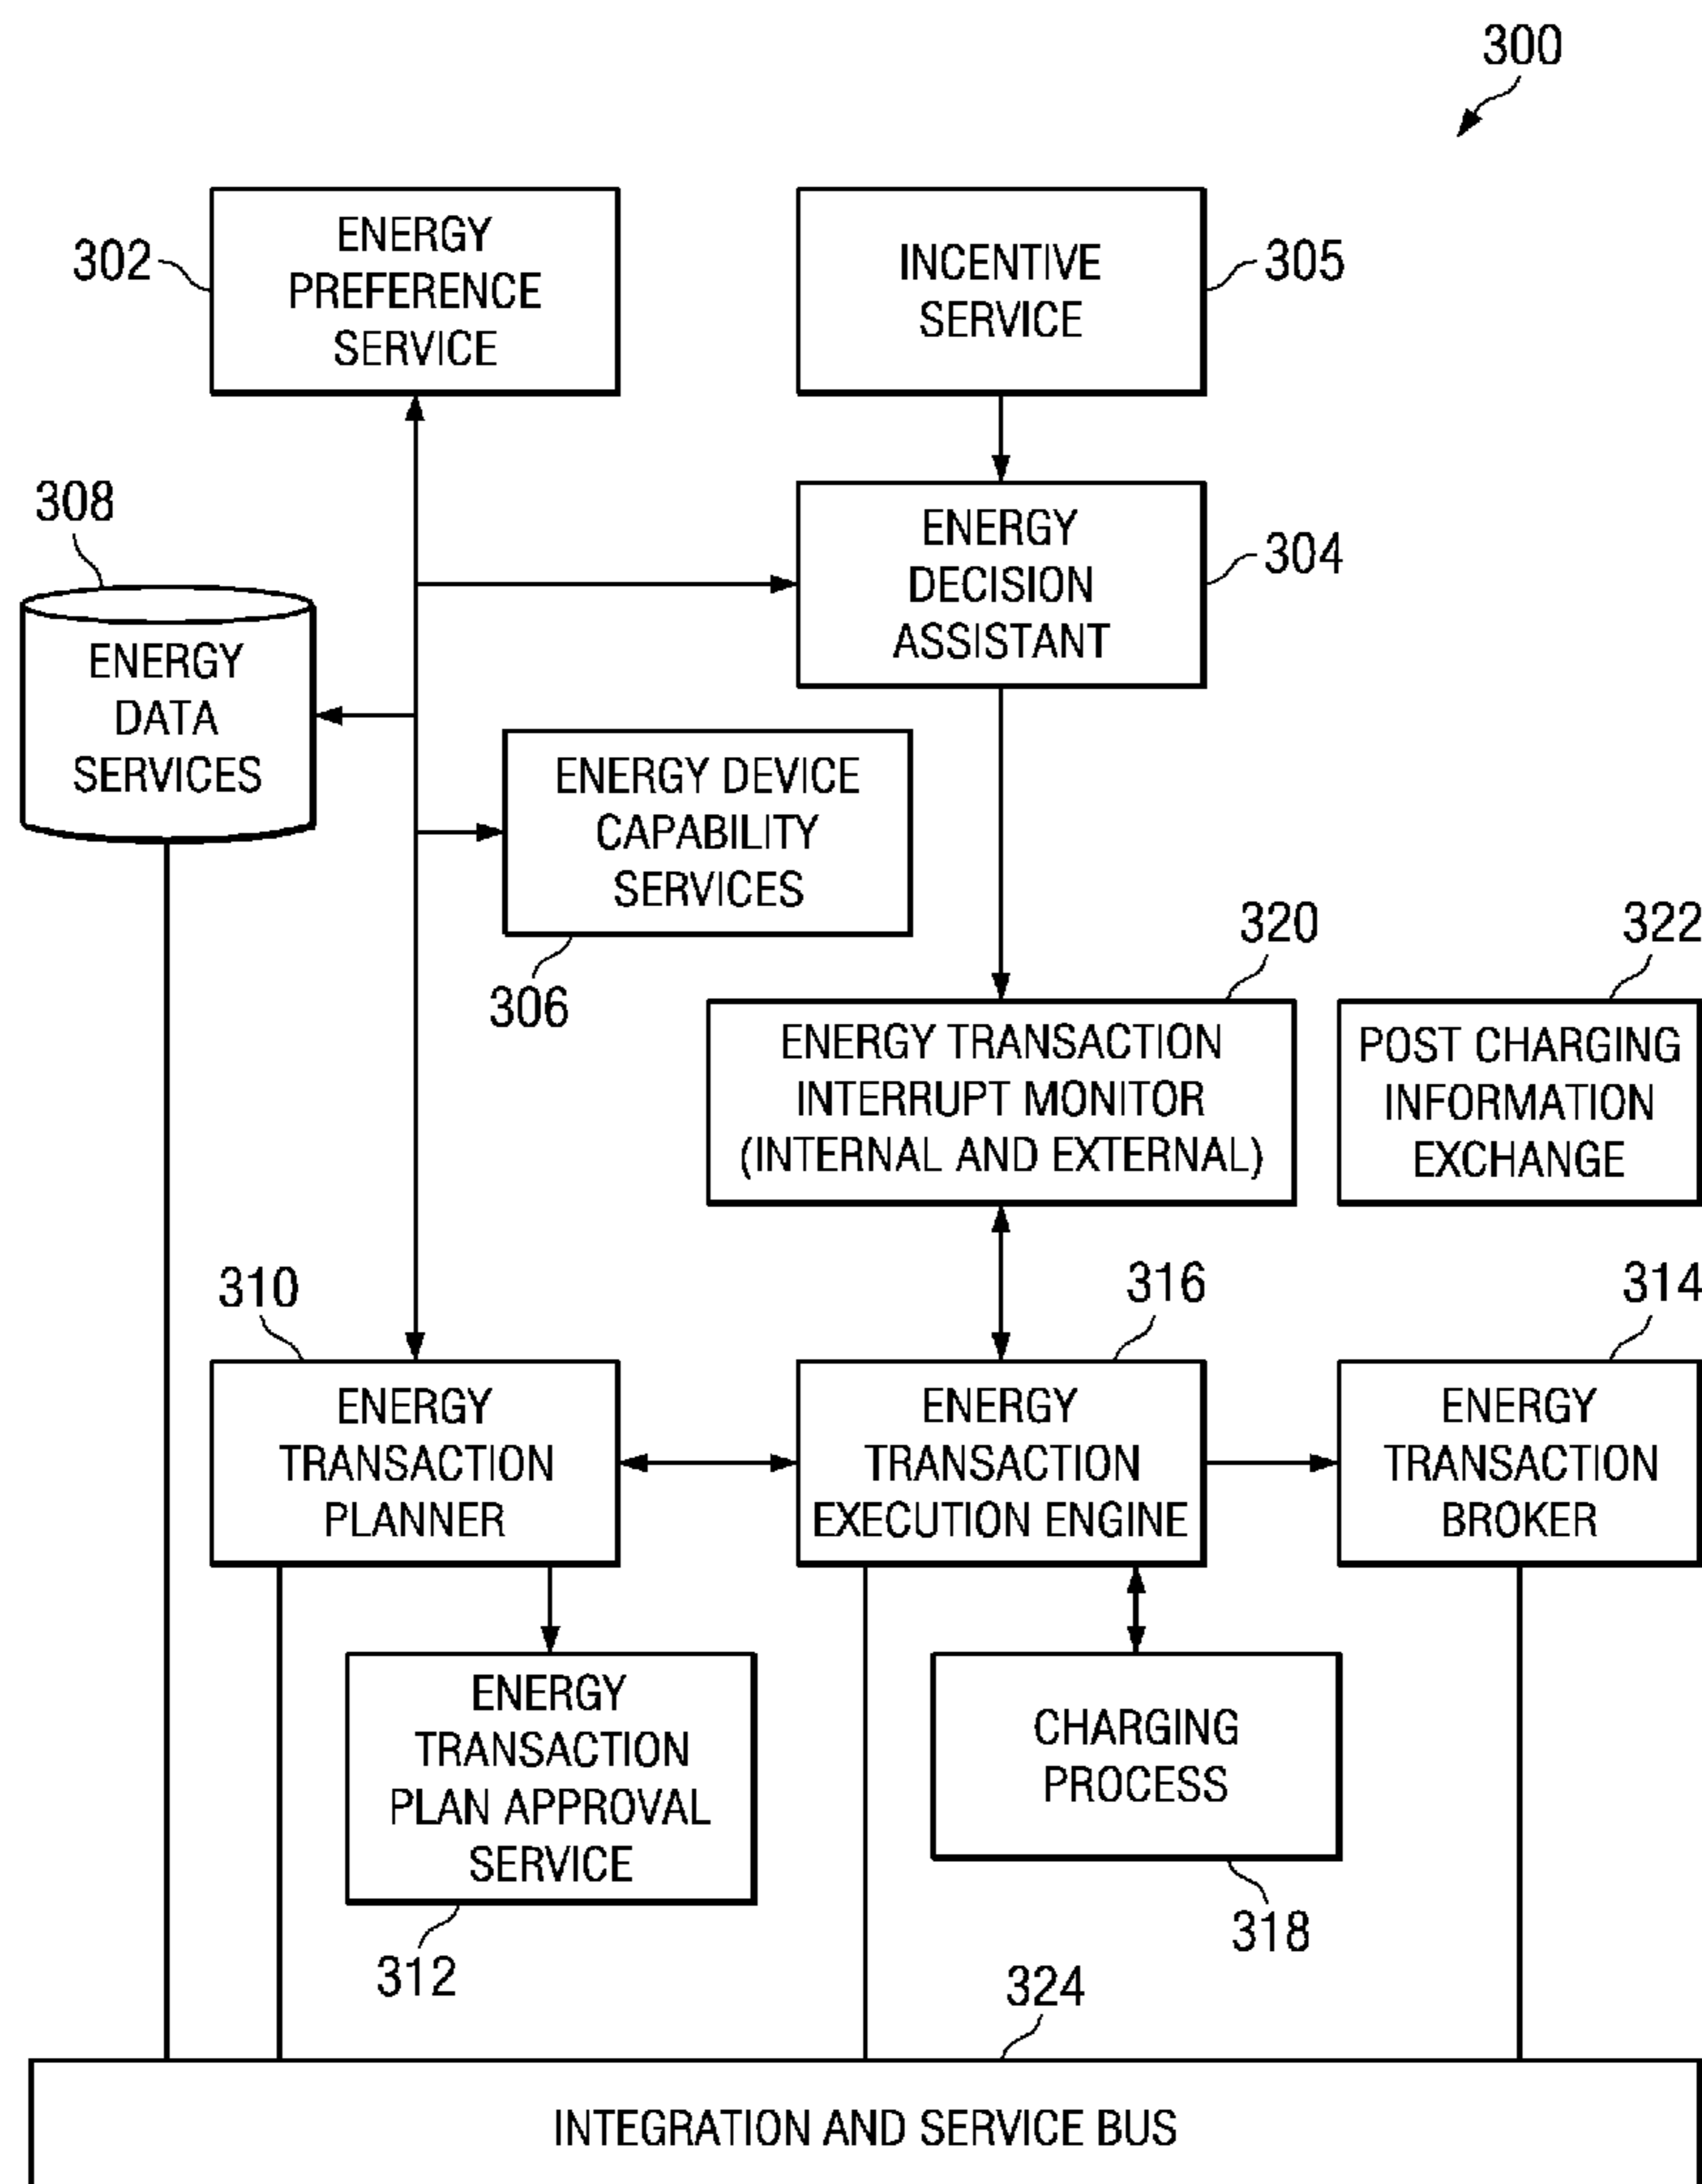 300
ENERGY
PREFERENCE
SERVICE
302
INCENTIVE
SERVICE
305
308
ENERGY
DECISION
ASSISTANT
304
ENERGY
DATA
SERVICES
ENERGY DEVICE
CAPABILITY
SERVICES
306
320
322
ENERGY TRANSACTION
INTERRUPT MONITOR
(INTERNAL AND EXTERNAL)
POST CHARGING
INFORMATION
EXCHANGE
310
316
314
ENERGY
TRANSACTION
PLANNER
ENERGY
TRANSACTION
EXECUTION ENGINE
ENERGY
TRANSACTION
BROKER
ENERGY
TRANSACTION
PLAN APPROVAL
SERVICE
312
CHARGING
PROCESS
318
324
INTEGRATION AND SERVICE BUS